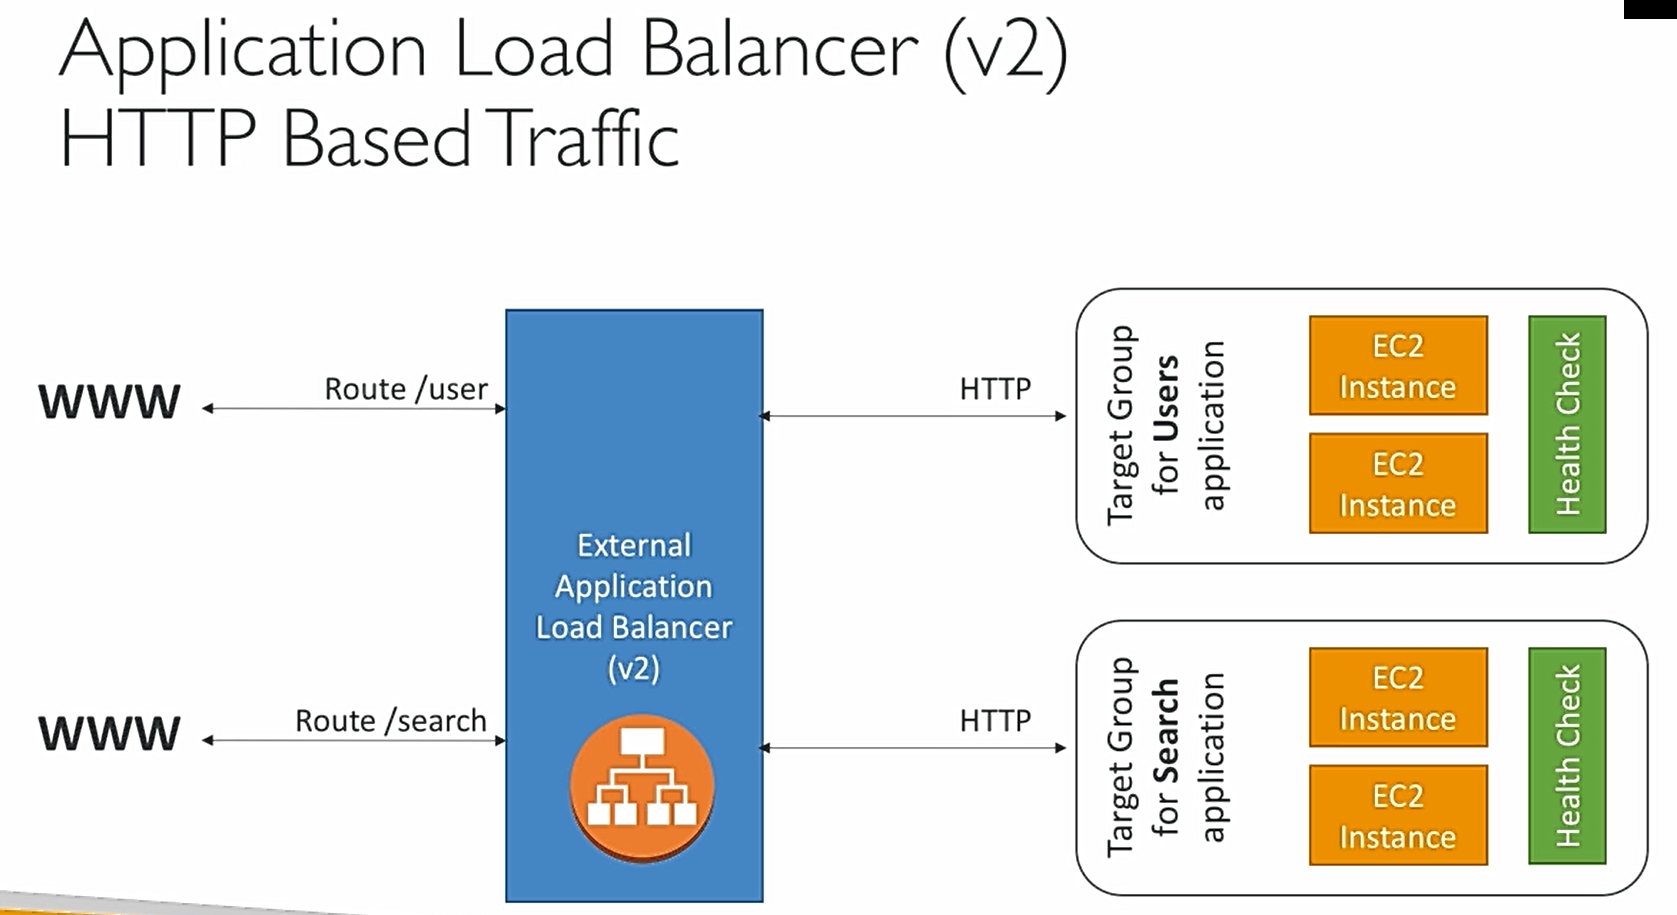 Application Load Balancer (v2)
HTTP Based Traffic
WWW
Route /user
External
Application
Load Balancer
(v2)
HTTP
Target Group
for Users
application
EC2
Instance
EC2
Instance
Health Check
WWW
Route /search
HTTP
Target Group
for Search
application
EC2
Instance
EC2
Instance
Health Check